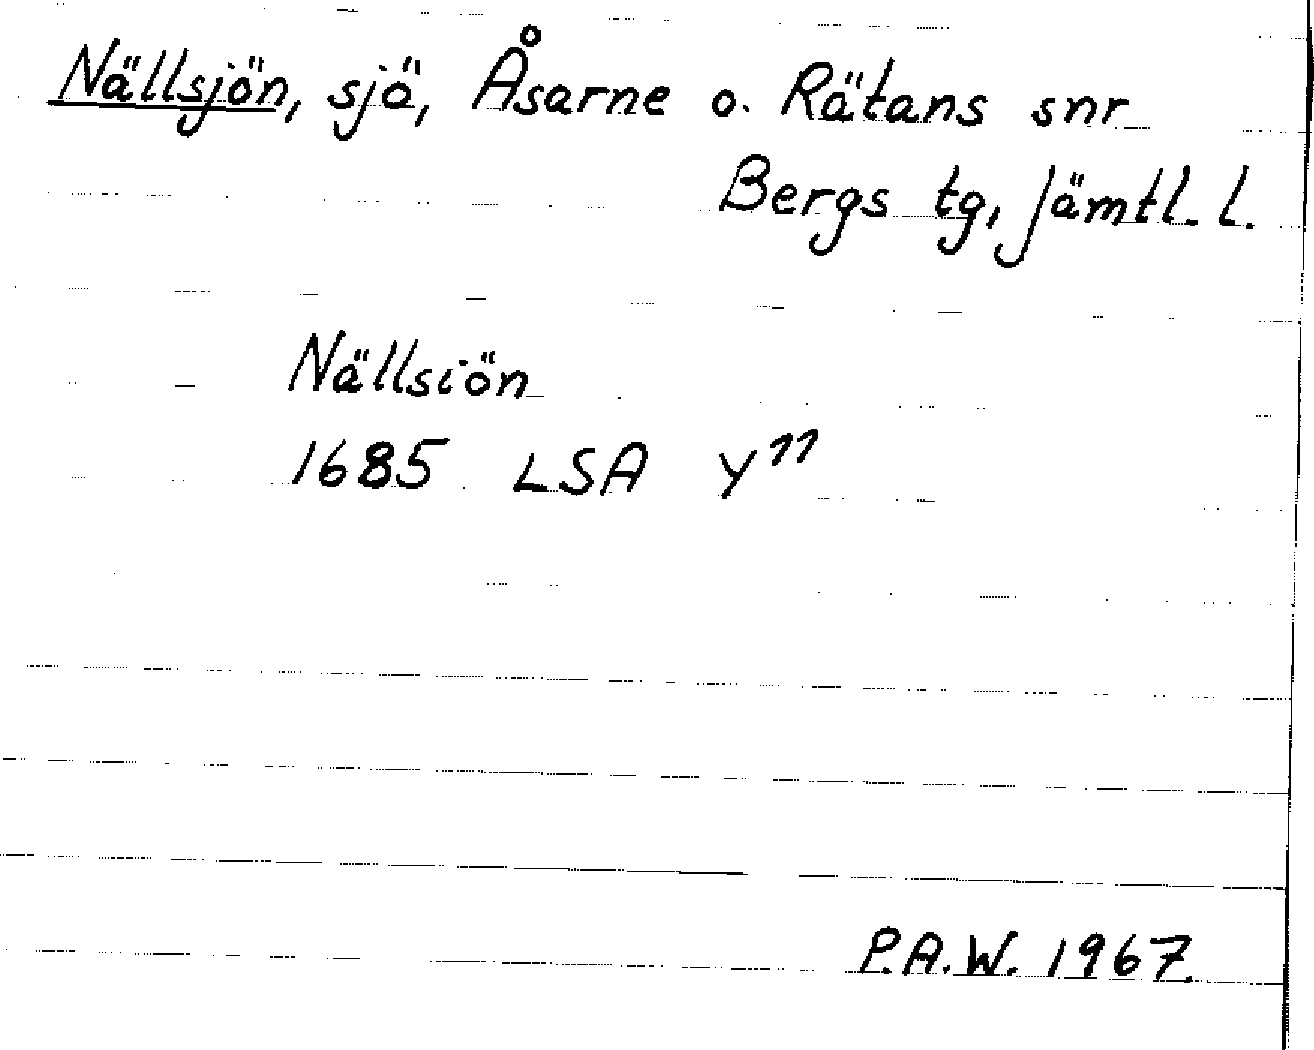 Nällsjön, sjö, Åsarne o. Rätans snr
Bergs tg, Jämtl. l.
Nällsiön
1685 LSA Y¹¹
P.A.W. 1967